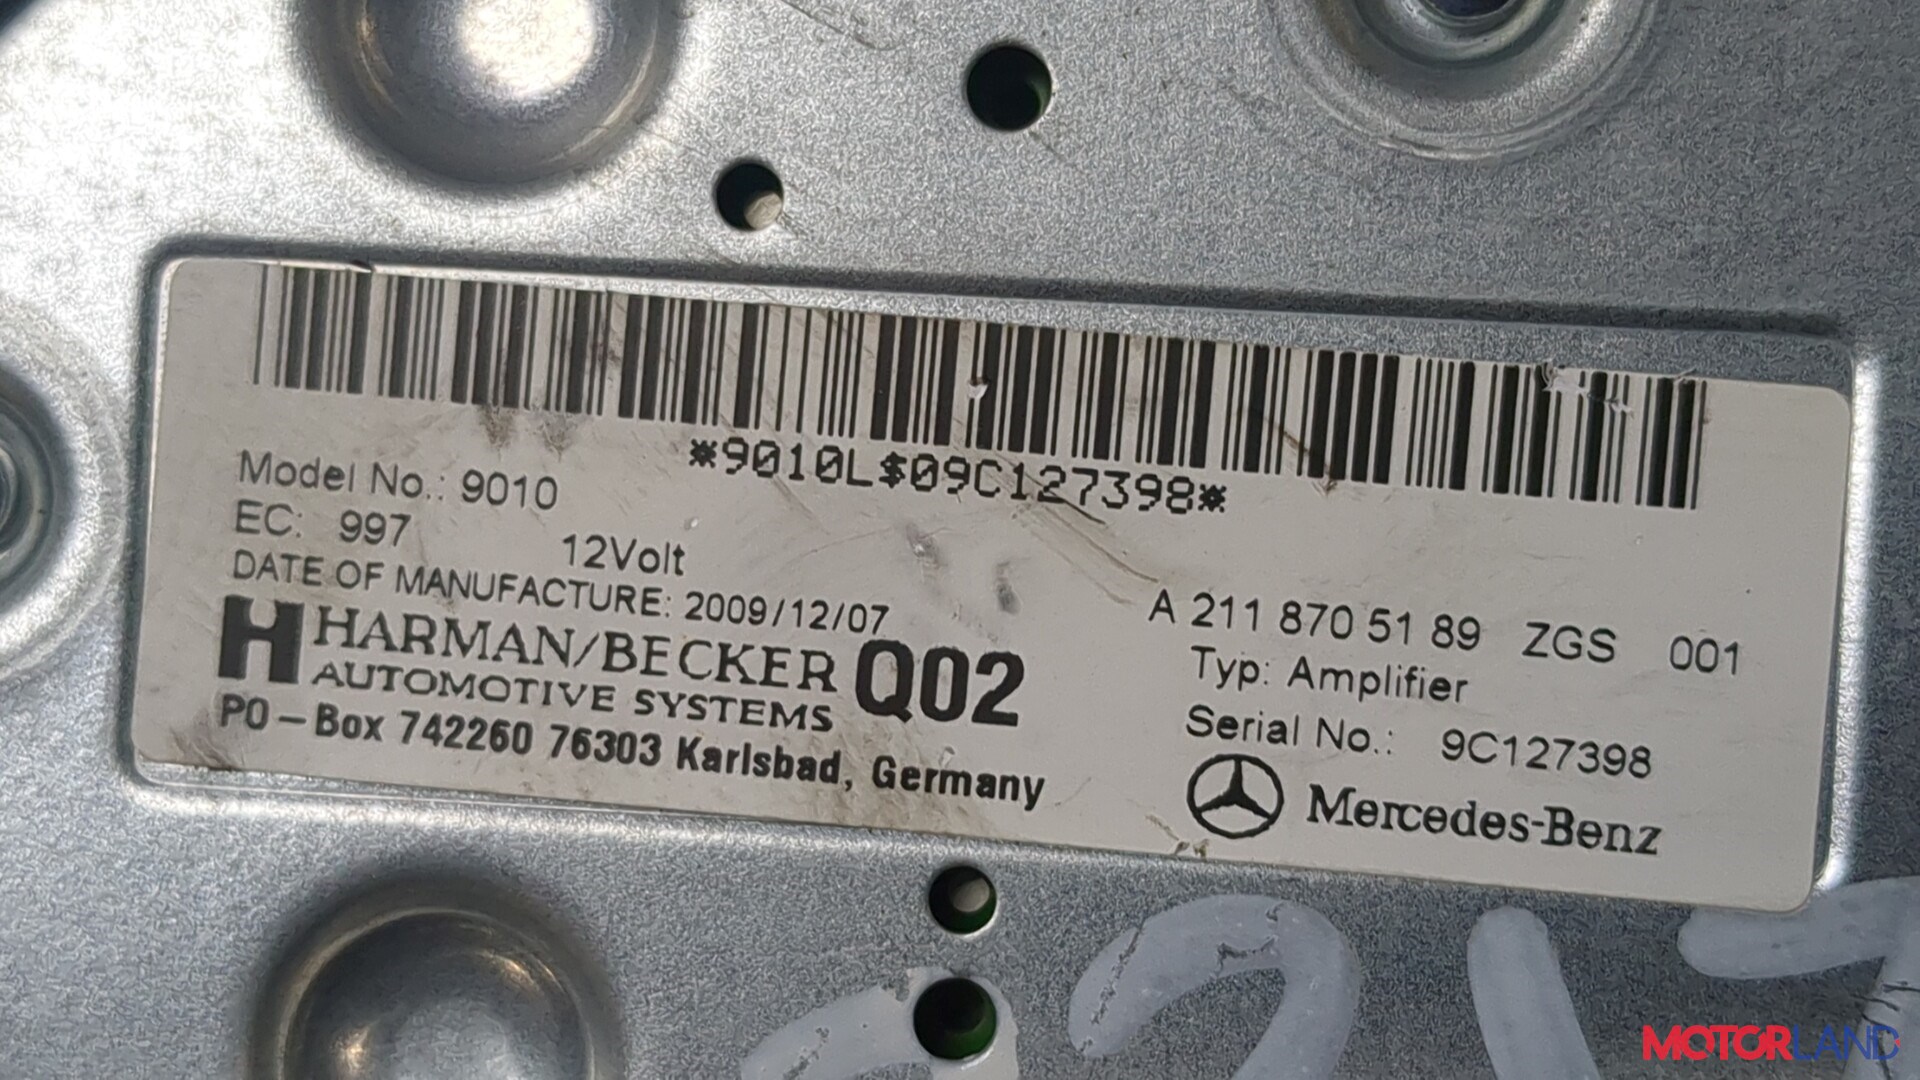 *9010L$09C127398*
Model No.: 9010
EC: 997
12Volt
DATE OF MANUFACTURE: 2009/12/07
H HARMAN/BECKER
AUTOMOTIVE SYSTEMS
Q02
PO-Box 742260 76303 Karlsbad, Germany
A 211 870 51 89 ZGS 001
Typ: Amplifier
Serial No.: 9C127398
Mercedes-Benz
MOTORLAND